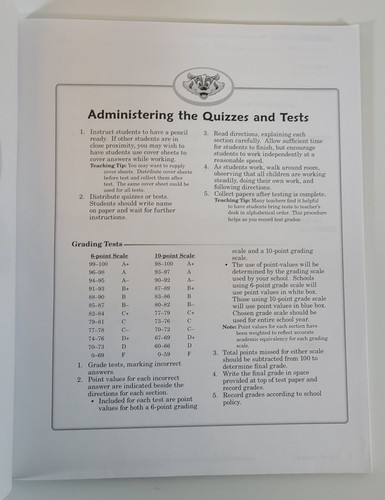 Administering the Quizzes and Tests
1. Instruct students to have a pencil
ready. If other students are in
close proximity, you may wish to
have students use cover sheets to
cover answers while working.
Teaching Tip: You may want to supply
cover sheets. Distribute cover sheets
before test and collect them after
test. The same cover sheet could be
used for all tests.
2. Distribute quizzes or tests.
Students should write name
on paper and wait for further
instructions.
3. Read directions, explaining each
section carefully. Allow sufficient time
for students to finish, but encourage
students to work independently at a
reasonable speed.
4. As students work, walk around room,
observing that all children are working
steadily, doing their own work, and
following directions.
5. Collect papers after testing is complete.
Teaching Tip: Many teachers find it helpful
to have students bring tests to teacher's
desk in alphabetical order. This procedure
helps as you record test grades.
Grading Tests
6-point Scale 10-point Scale
99–100 A+ 98–100 A+
96–98 A 93–97 A
94–95 A– 90–92 A–
91–93 B+ 87–89 B+
88–90 B 83–86 B
85–87 B– 80–82 B–
82–84 C+ 77–79 C+
79–81 C 73–76 C
77–78 C– 70–72 C–
74–76 D+ 67–69 D+
70–73 D 60–66 D
0–69 F 0–59 F
1. Grade tests, marking incorrect
answers.
2. Point values for each incorrect
answer are indicated beside the
directions for each section.
• Included for each test are point
values for both a 6-point grading
scale and a 10-point grading
scale.
• The use of point-values will be
determined by the grading scale
used by your school. Schools
using 6-point grade scale will
use point values in white box.
Those using 10-point grade scale
will use point values in blue box.
Chosen grade scale should be
used for entire school year.
Note: Point values for each section have
been weighted to reflect accurate
academic equivalency for each grading
scale.
3. Total points missed for either scale
should be subtracted from 100 to
determine final grade.
4. Write the final grade in space
provided at top of test paper and
record grades.
5. Record grades according to school
policy.